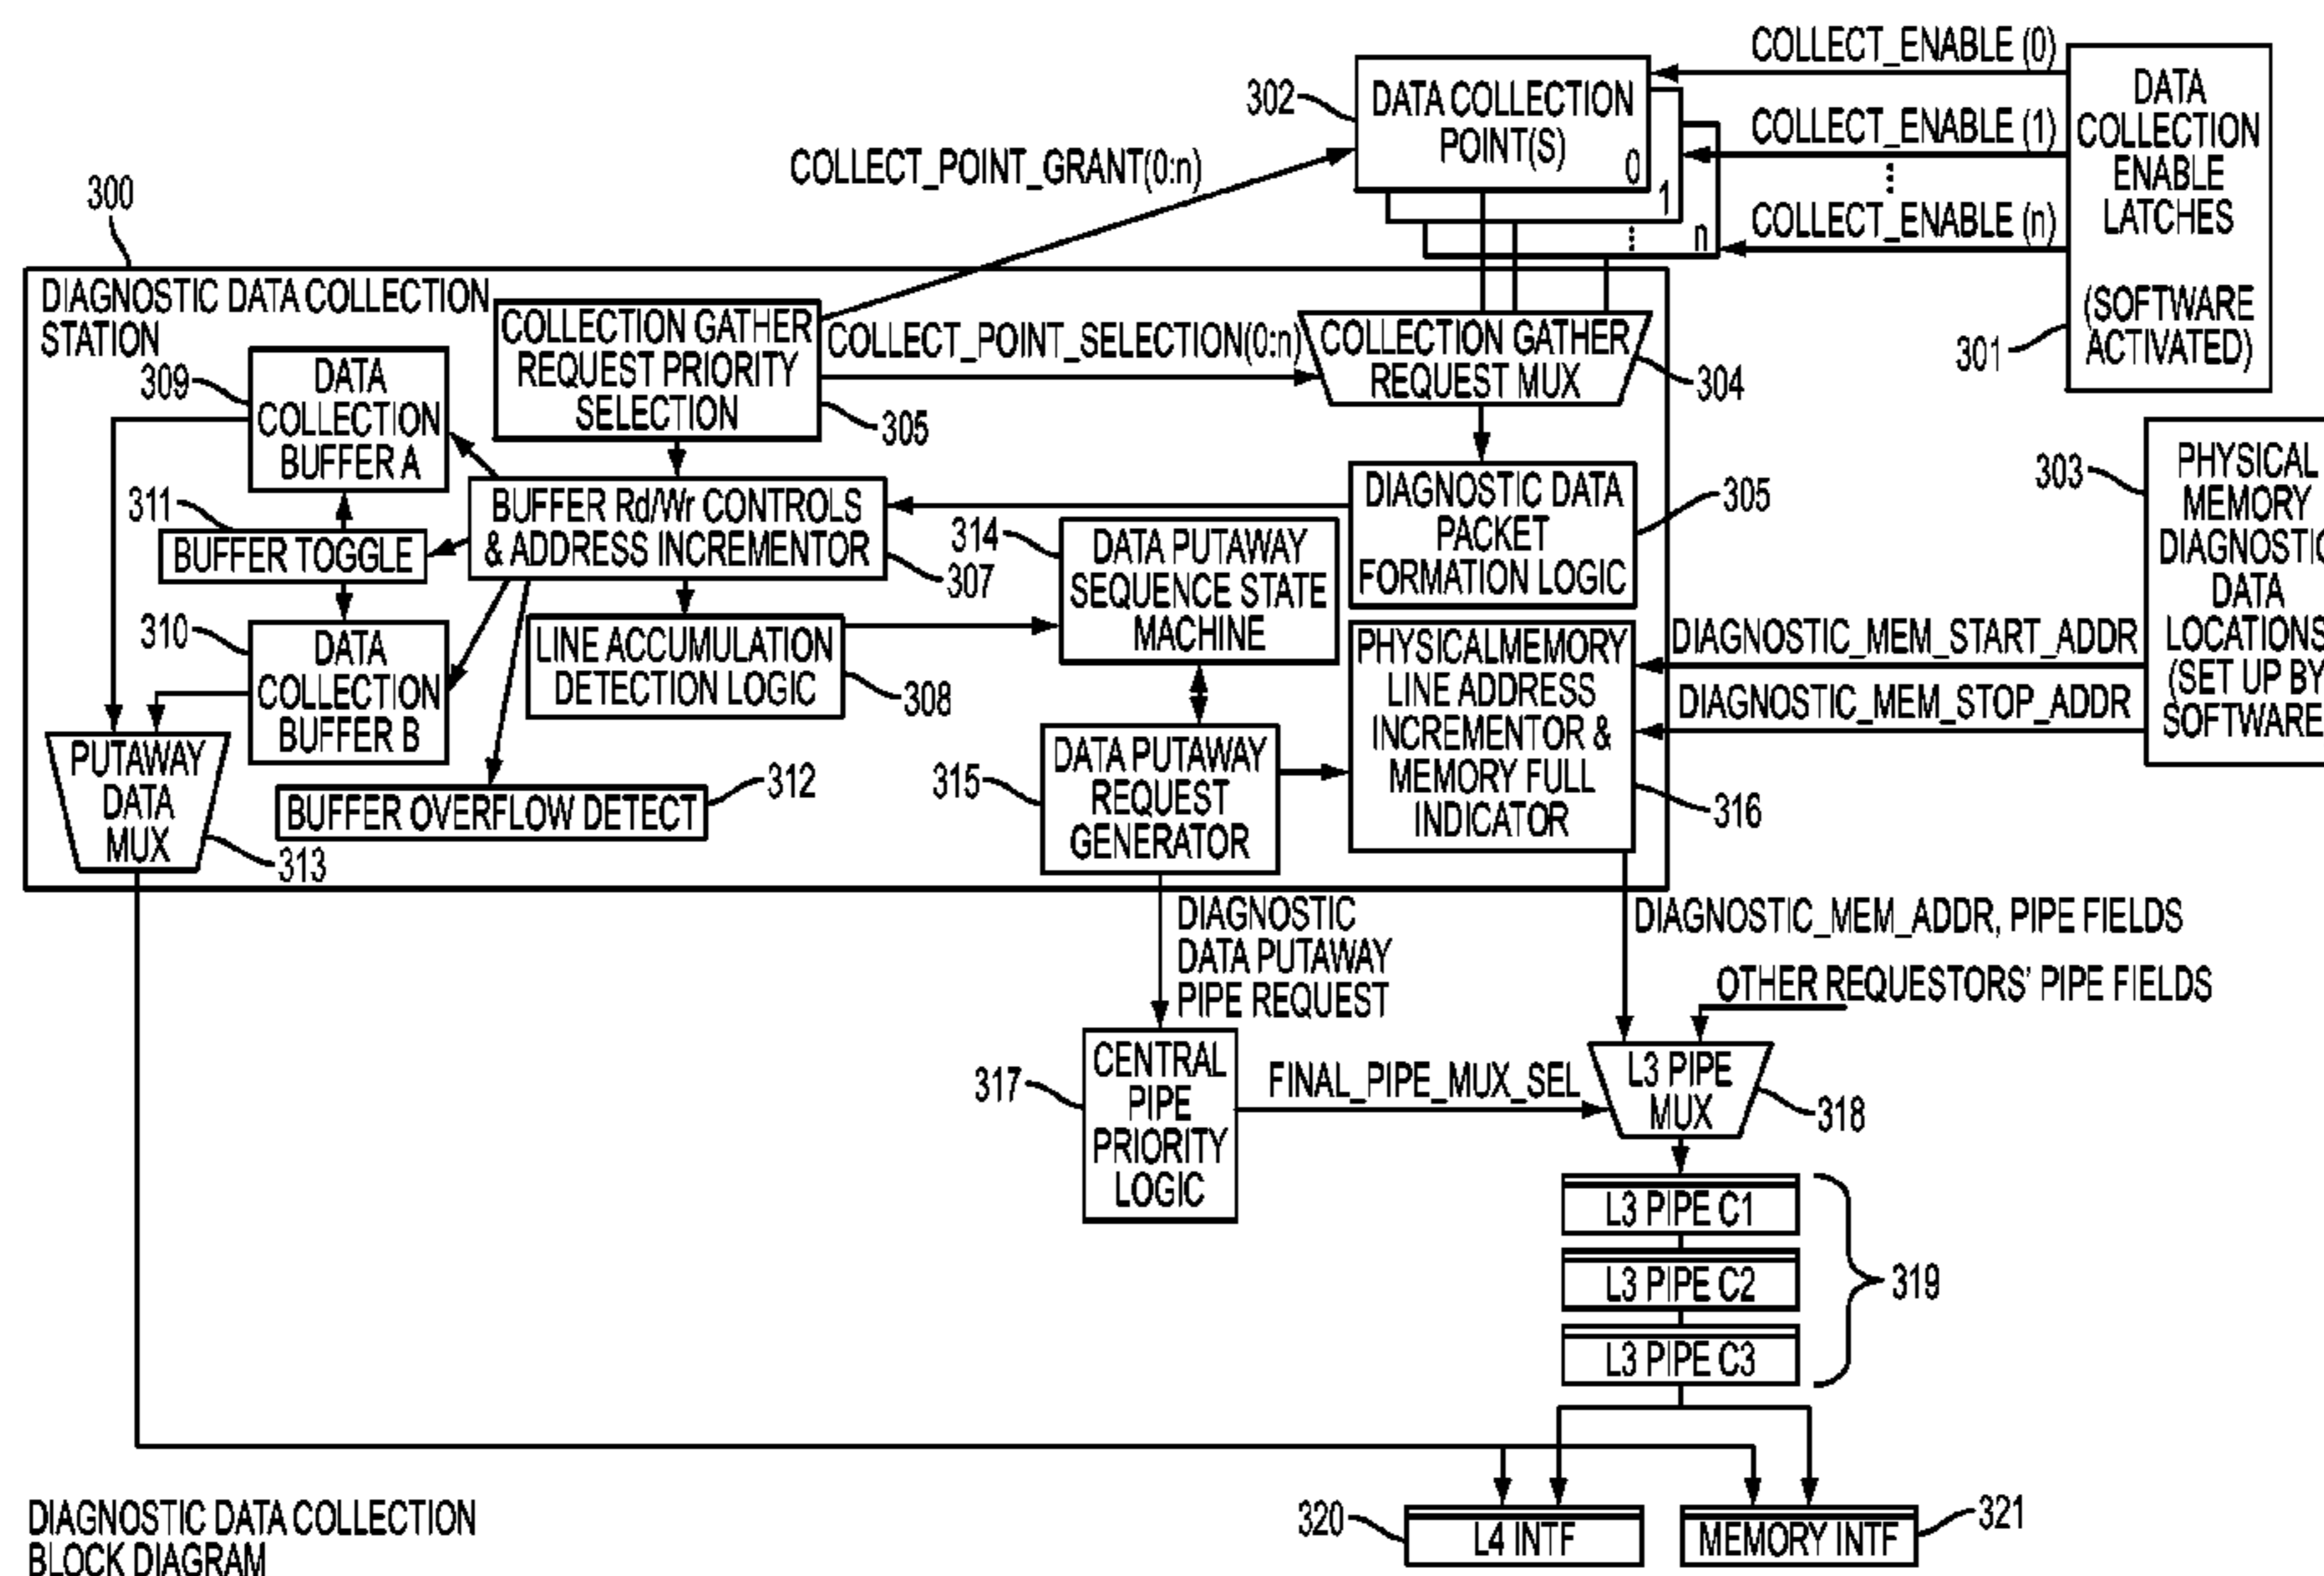 COLLECT_ENABLE (0)
302
DATA COLLECTION
POINT(S)
0
1
n
COLLECT_ENABLE (1)
COLLECT_ENABLE (n)
DATA
COLLECTION
ENABLE
LATCHES
(SOFTWARE
ACTIVATED)
301
COLLECT_POINT_GRANT(0:n)
300
DIAGNOSTIC DATA COLLECTION
STATION
COLLECTION GATHER
REQUEST PRIORITY
SELECTION
305
COLLECT_POINT_SELECTION(0:n)
COLLECTION GATHER
REQUEST MUX
304
309
DATA
COLLECTION
BUFFER A
311
BUFFER TOGGLE
BUFFER Rd/Wr CONTROLS
& ADDRESS INCREMENTOR
307
314
DATA PUTAWAY
SEQUENCE STATE
MACHINE
DIAGNOSTIC DATA
PACKET
FORMATION LOGIC
305
303
PHYSICAL
MEMORY
DIAGNOSTIC
DATA
LOCATIONS
(SET UP BY
SOFTWARE
310
DATA
COLLECTION
BUFFER B
LINE ACCUMULATION
DETECTION LOGIC
308
PHYSICALMEMORY
LINE ADDRESS
INCREMENTOR &
MEMORY FULL
INDICATOR
316
DIAGNOSTIC_MEM_START_ADDR
DIAGNOSTIC_MEM_STOP_ADDR
PUTAWAY
DATA
MUX
313
BUFFER OVERFLOW DETECT
312
315
DATA PUTAWAY
REQUEST
GENERATOR
DIAGNOSTIC
DATA PUTAWAY
PIPE REQUEST
DIAGNOSTIC_MEM_ADDR, PIPE FIELDS
OTHER REQUESTORS' PIPE FIELDS
317
CENTRAL
PIPE
PRIORITY
LOGIC
FINAL_PIPE_MUX_SEL
L3 PIPE
MUX
318
L3 PIPE C1
L3 PIPE C2
L3 PIPE C3
319
320
L4 INTF
MEMORY INTF
321
DIAGNOSTIC DATA COLLECTION
BLOCK DIAGRAM